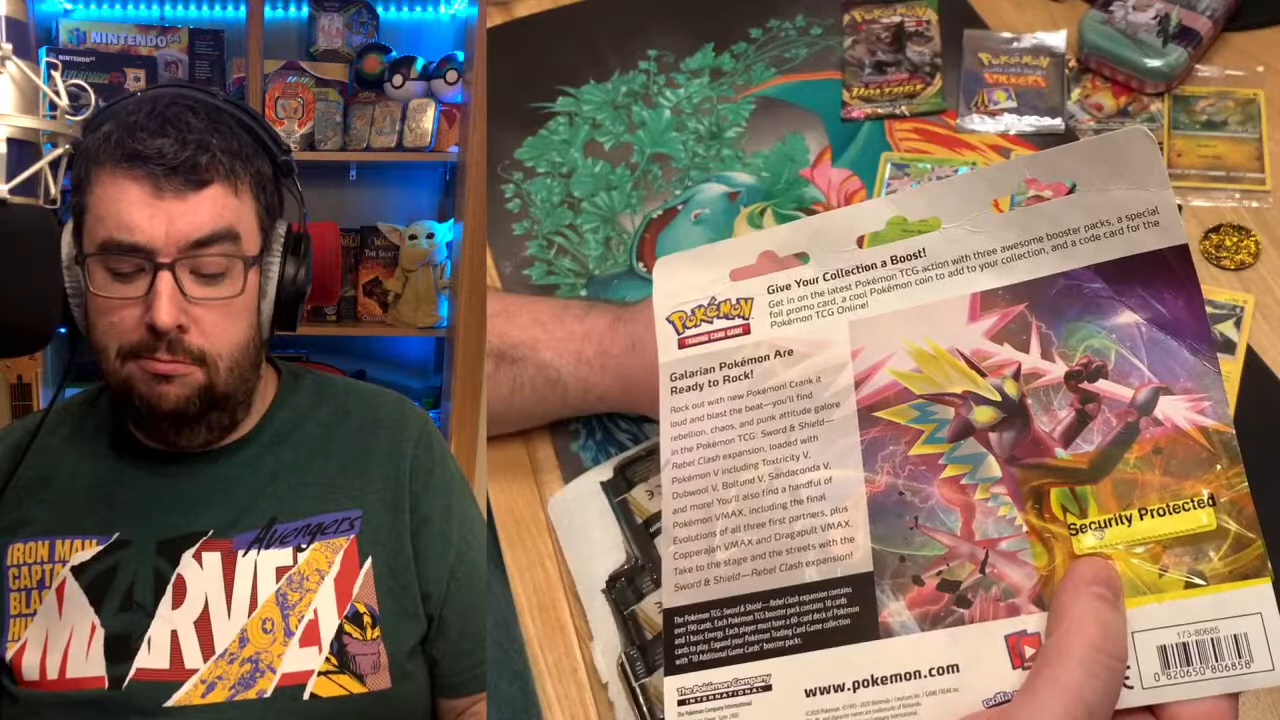 NINTENDO 64
NINTENDO 64
POKÉMON
VOLTAGE
POKÉMON
STICKERS
Give Your Collection a Boost!
Get in on the latest Pokémon TCG action with three awesome booster packs, a special
foil promo card, a cool Pokémon coin to add to your collection, and a code card for the
Pokémon TCG Online!
POKÉMON
TRADING CARD GAME
Galarian Pokémon Are
Ready to Rock!
Rock out with new Pokémon! Crank it
loud and blast the beat—you'll find
rebellion, chaos, and punk attitude galore
in the Pokémon TCG: Sword & Shield—
Rebel Clash expansion, loaded with
Pokémon V including Toxtricity V,
Dubwool V, Boltund V, Sandaconda V,
and more! You'll also find a handful of
Pokémon VMAX, including the final
Evolutions of all three first partners, plus
Copperajah VMAX and Dragapult VMAX.
Take to the stage and the streets with the
Sword & Shield—Rebel Clash expansion!
Security Protected
The Pokémon TCG: Sword & Shield—Rebel Clash expansion contains
over 190 cards. Each Pokémon TCG booster pack contains 10 cards
and 1 basic Energy. Each player must have a 60-card deck of Pokémon
cards to play. Expand your Pokémon Trading Card Game collection
with "10 Additional Game Cards" booster packs.
The Pokémon Company
INTERNATIONAL
The Pokémon Company
www.pokemon.com
173-80685
0 820650 806858
CE
Avengers
IRON MAN
MARVEL